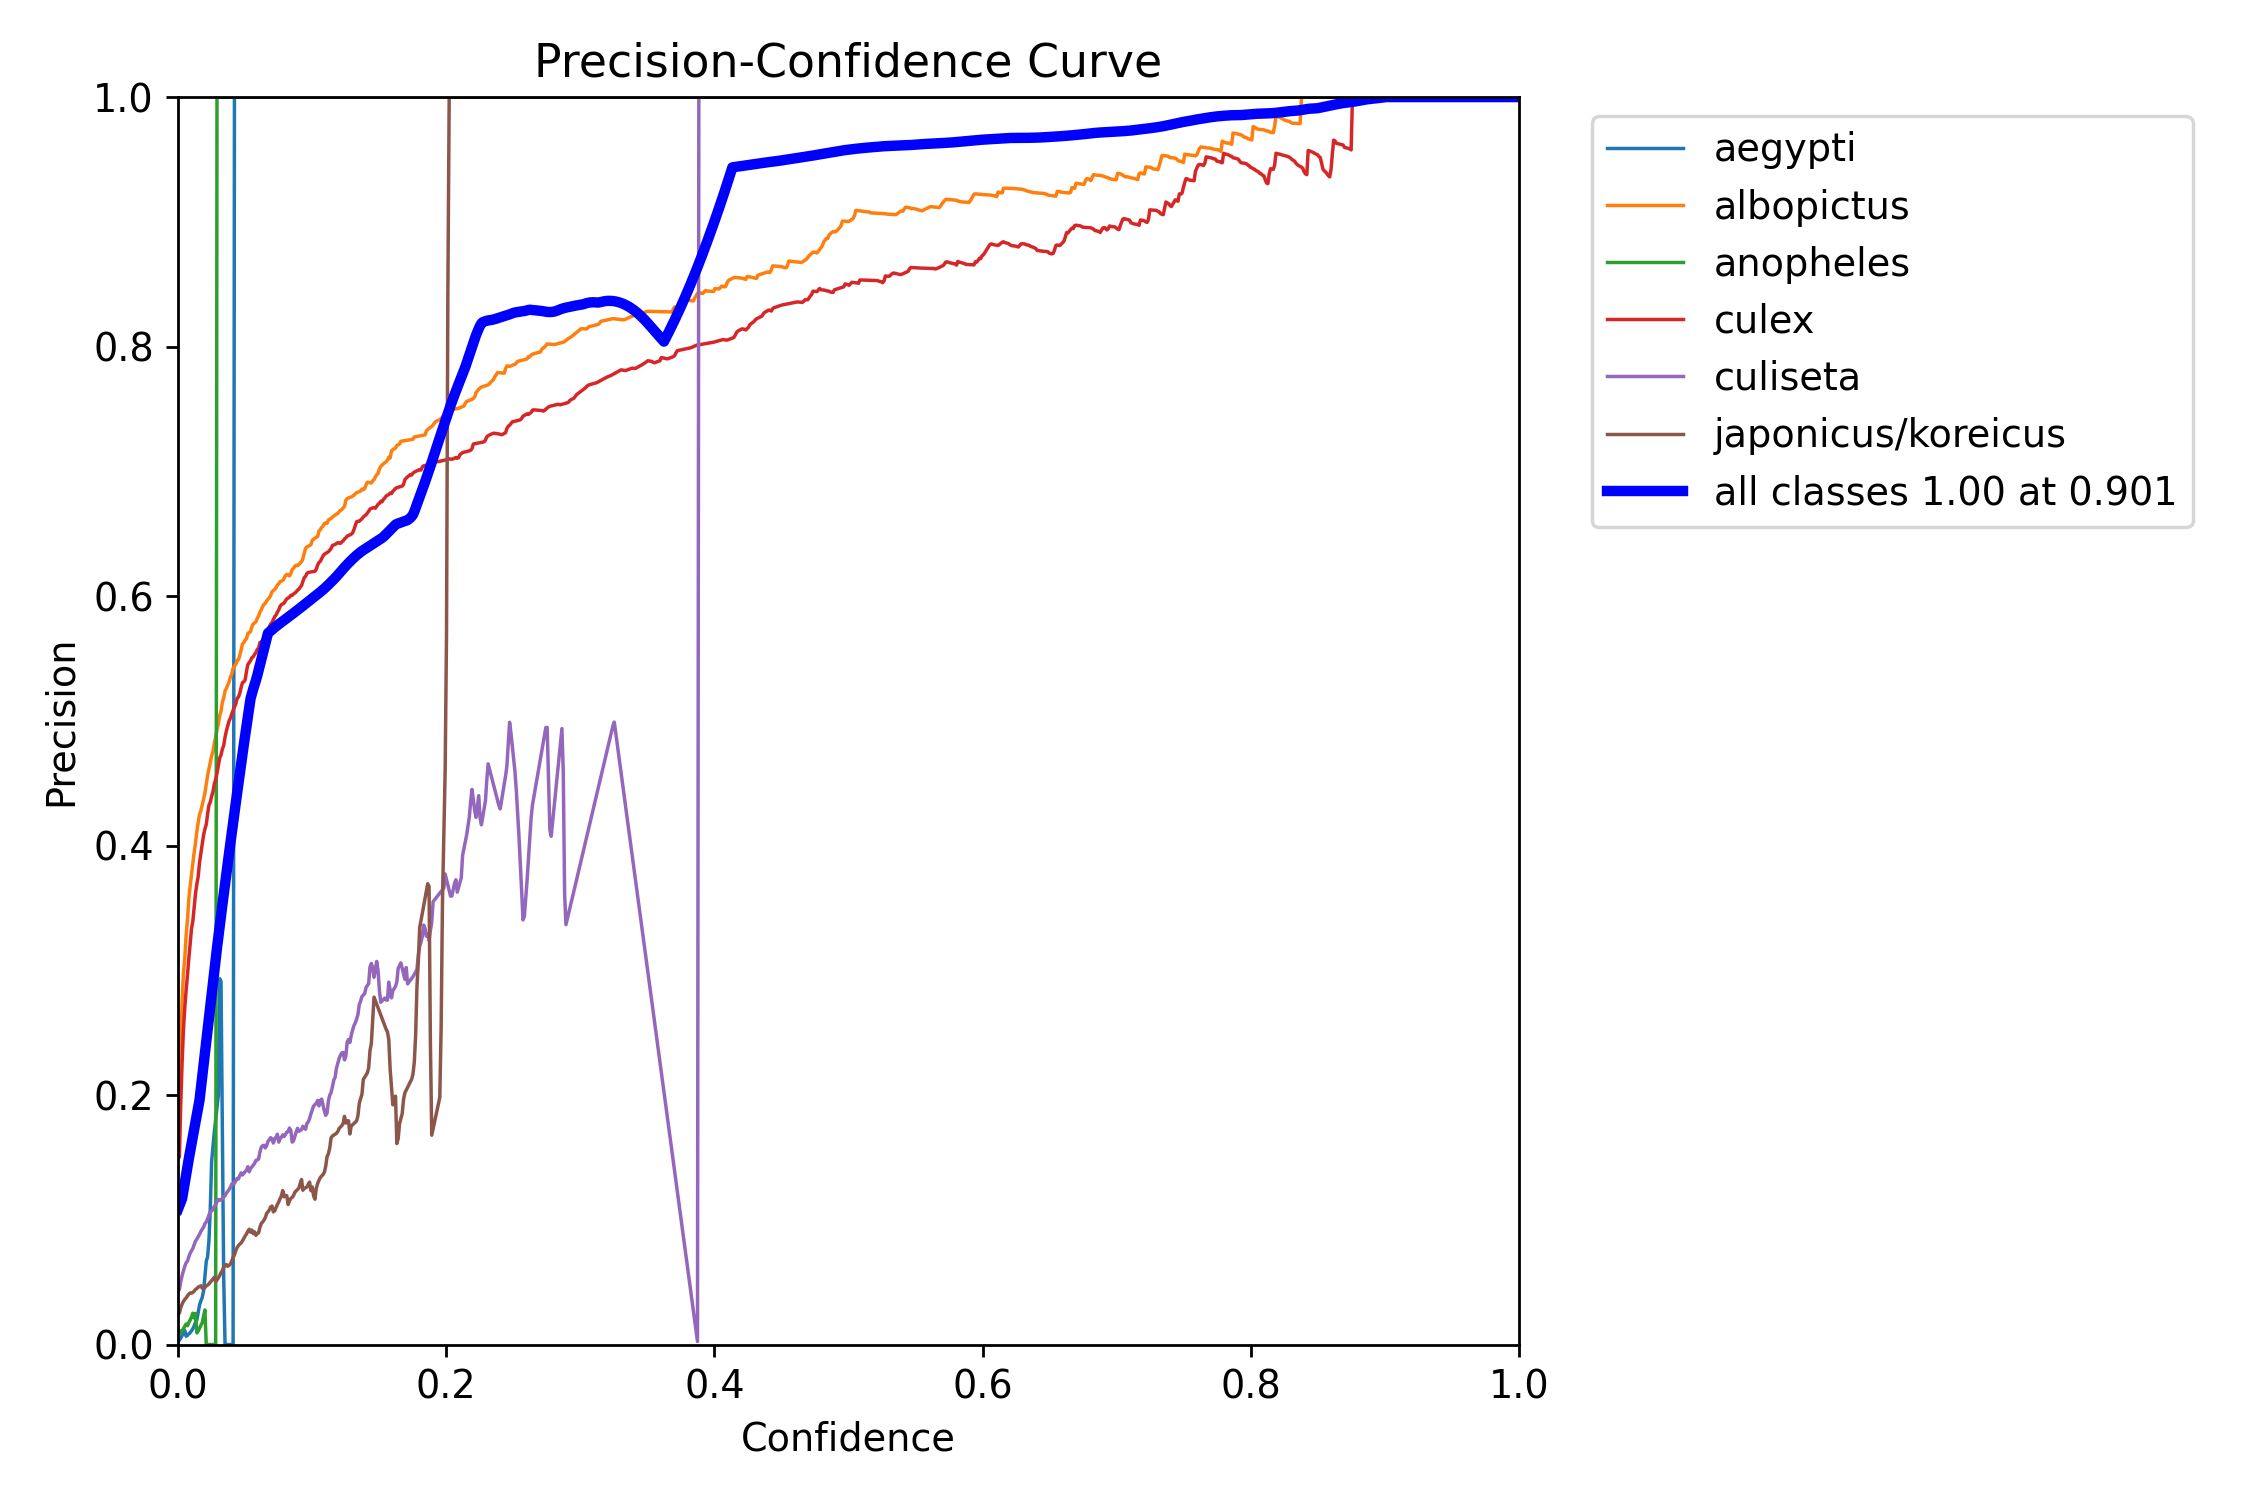 Precision-Confidence Curve
1.0
0.8
0.6
0.4
0.2
0.0
Precision
0.0 0.2 0.4 0.6 0.8 1.0
Confidence
aegypti
albopictus
anopheles
culex
culiseta
japonicus/koreicus
all classes 1.00 at 0.901